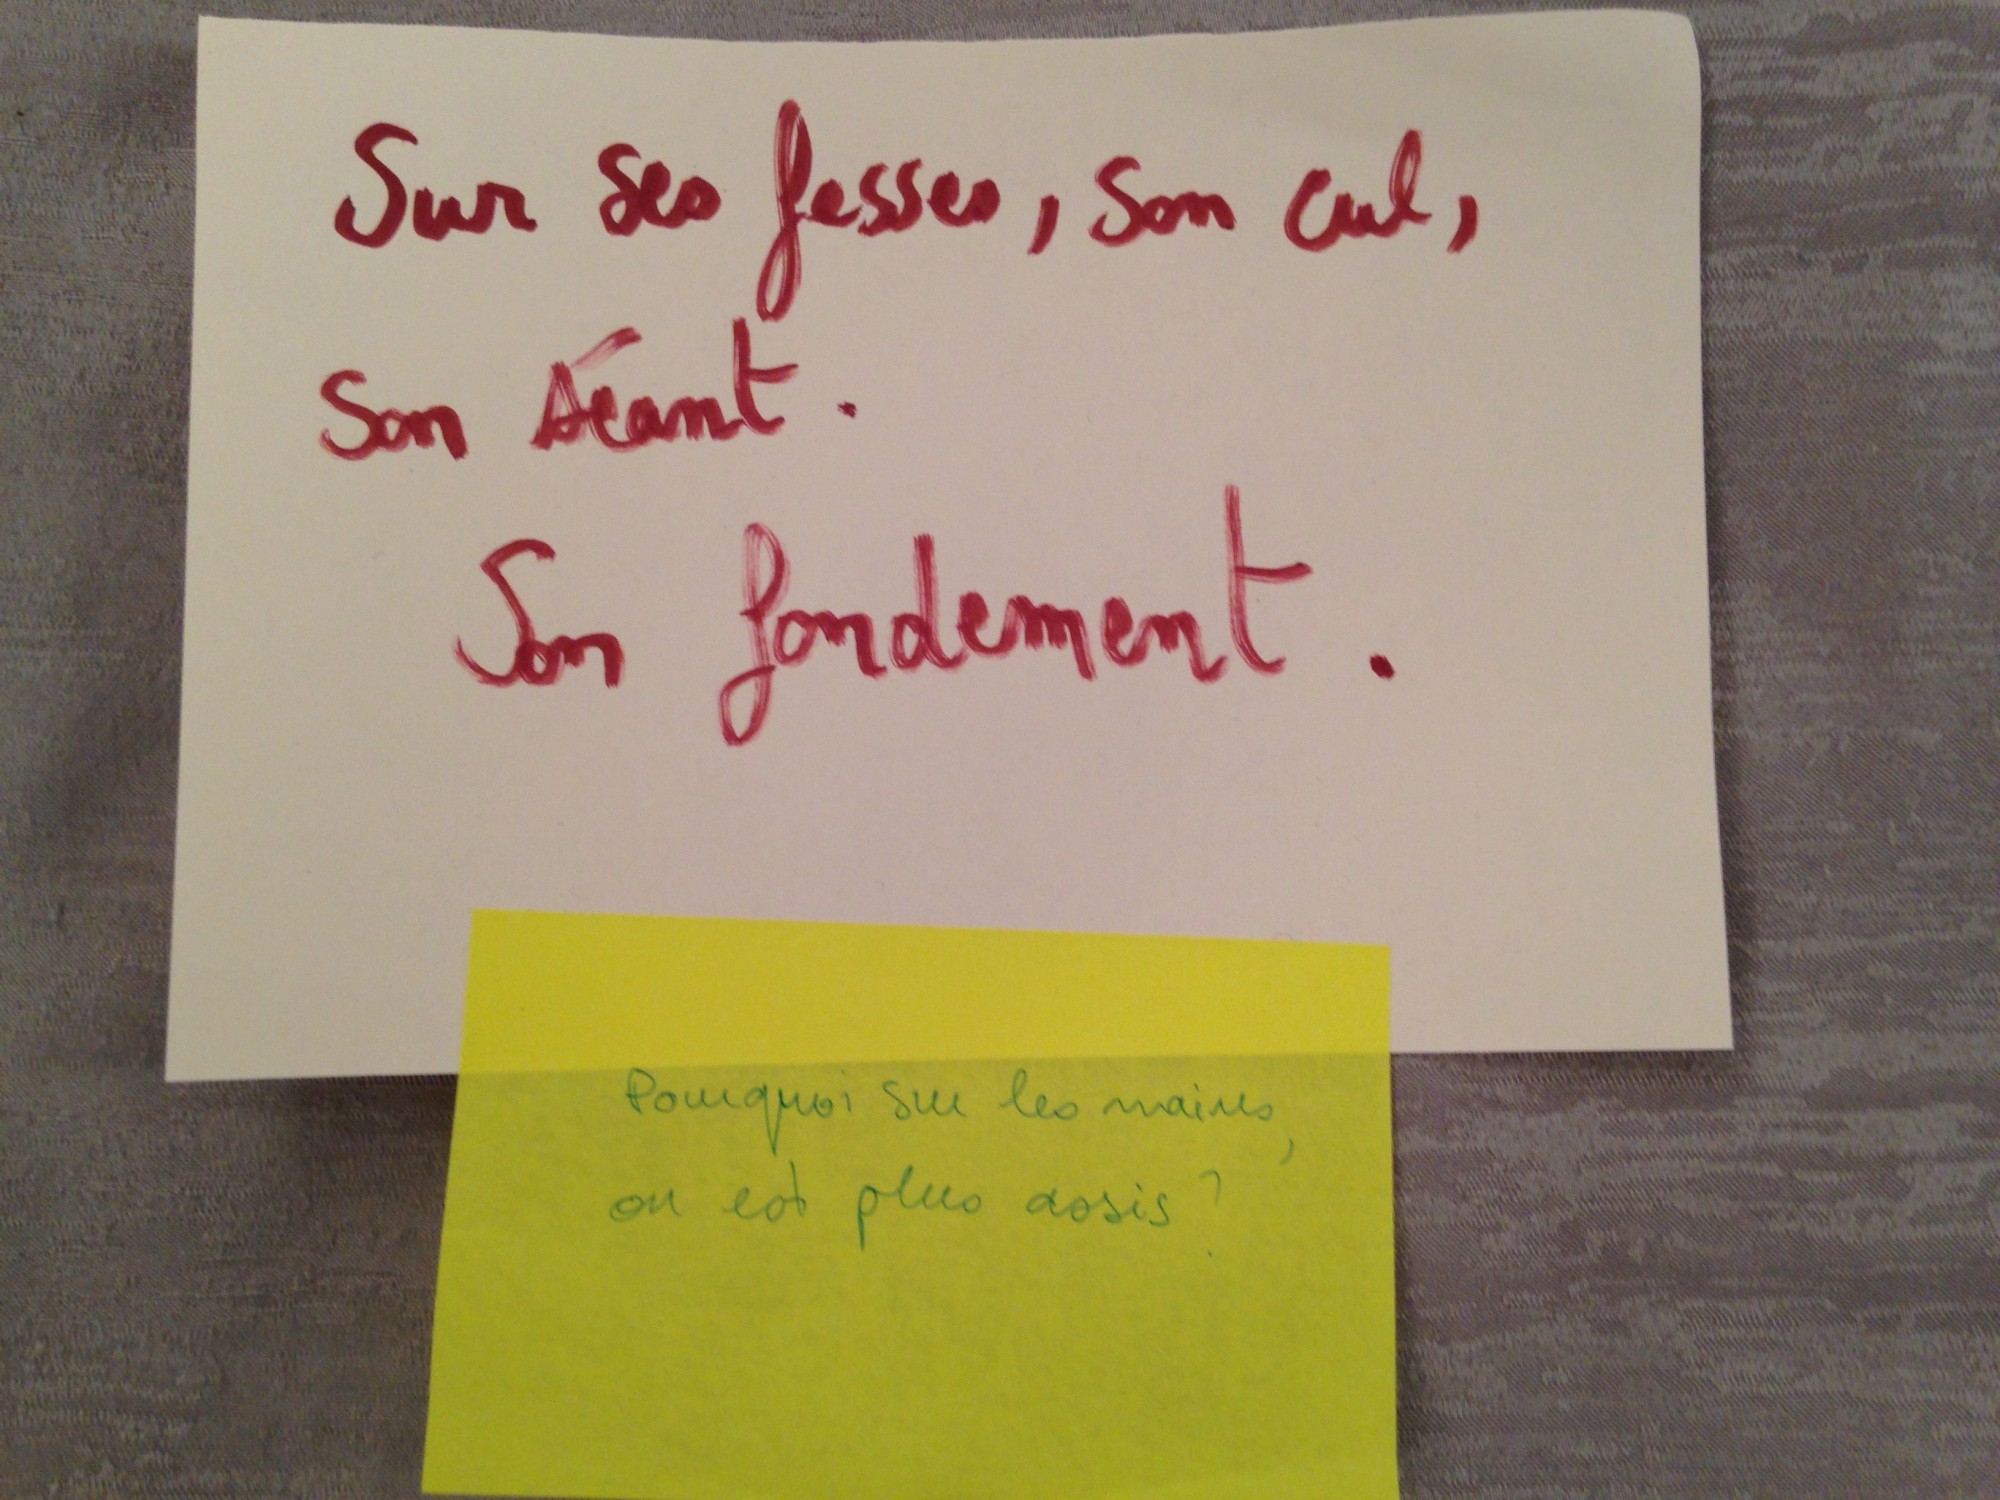 Sur ses fesses, son cul,
son séant.
Son fondement.
Pourquoi sur les mains,
on est plus assis ?